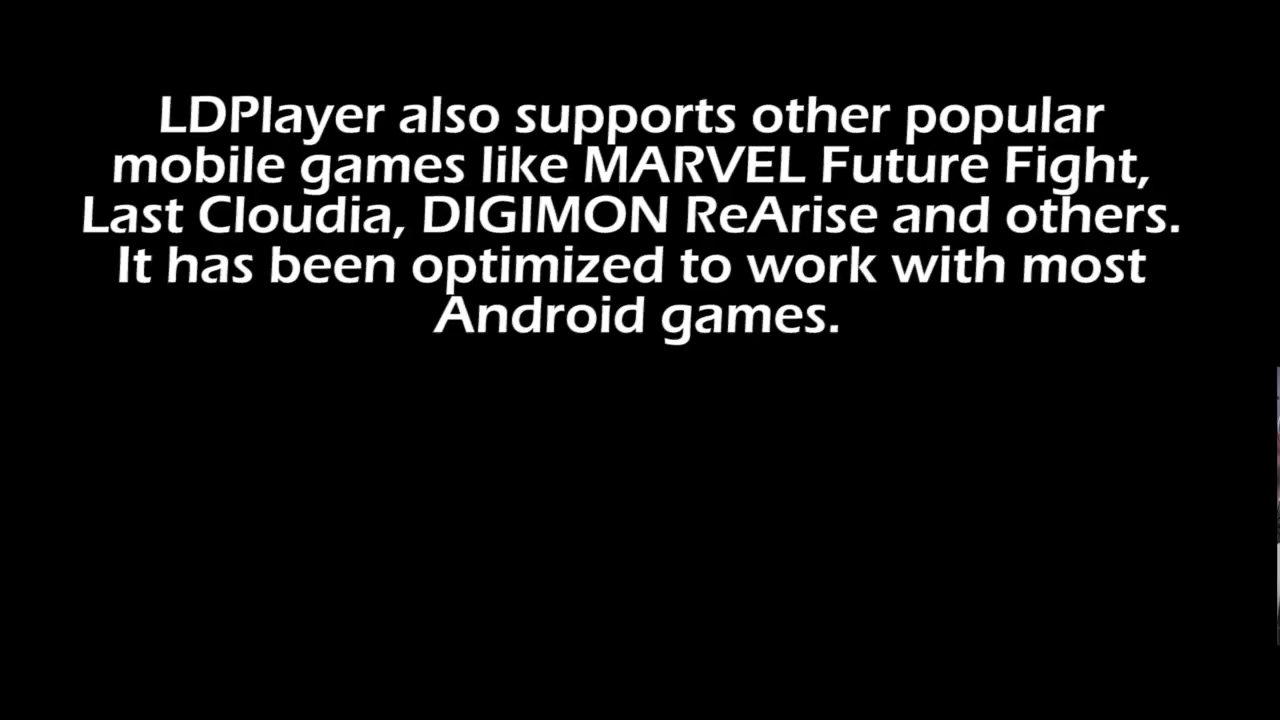 LDPlayer also supports other popular
mobile games like MARVEL Future Fight,
Last Cloudia, DIGIMON ReArise and others.
It has been optimized to work with most
Android games.